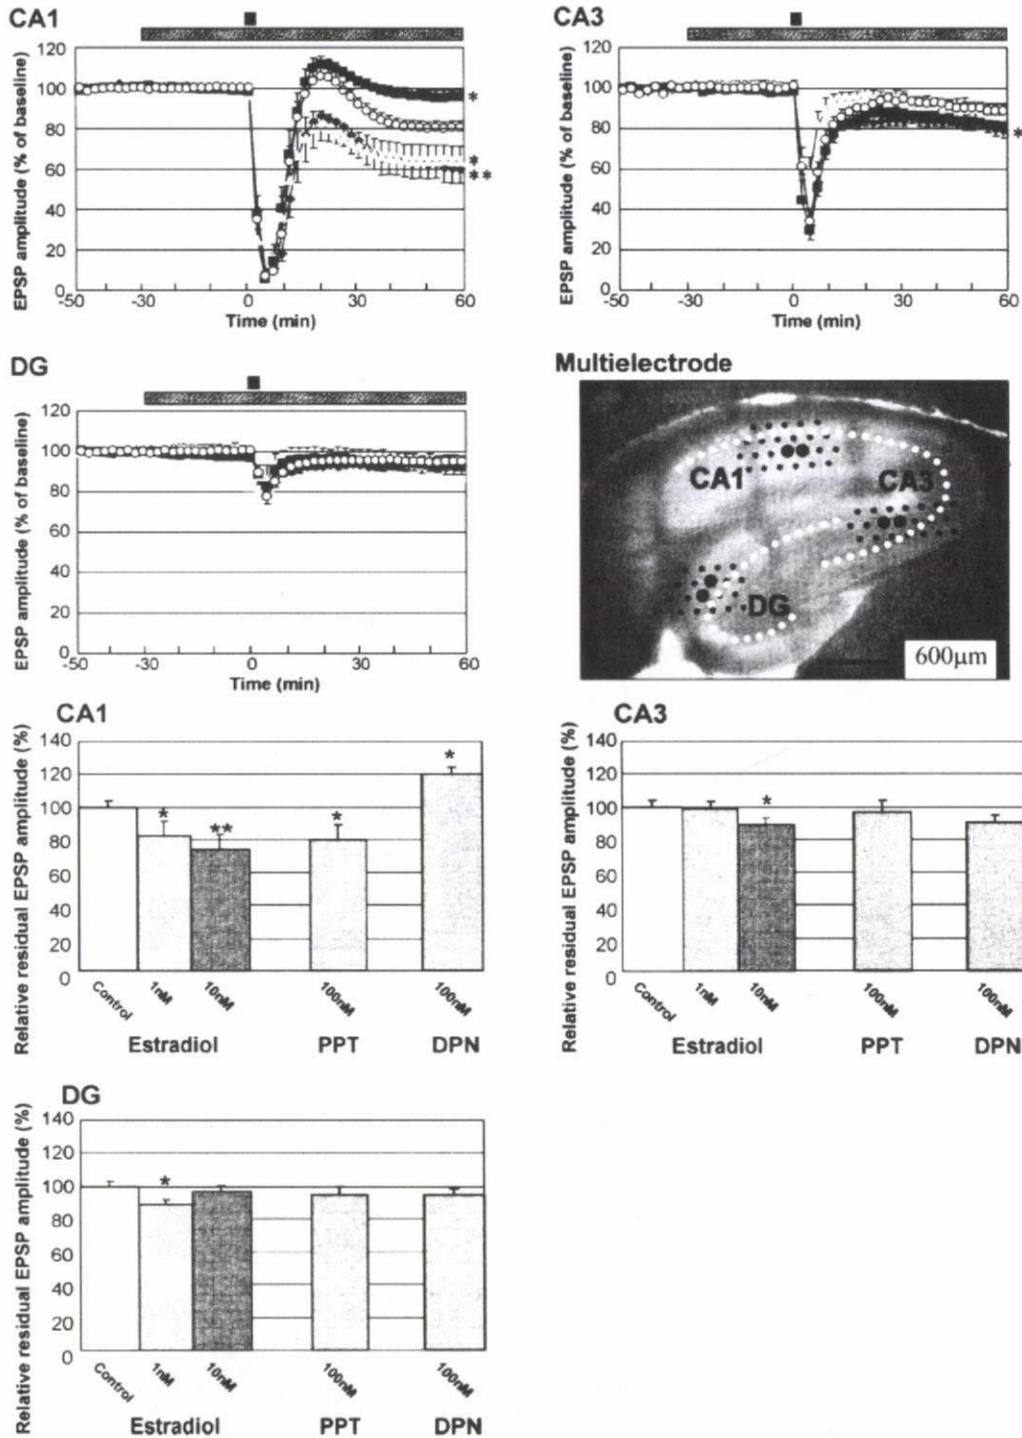 CA1
CA3
EPSP amplitude (% of baseline)
120
100
80
60
40
20
0
-50
-30
0
30
60
Time (min)
*
*
**
EPSP amplitude (% of baseline)
120
100
80
60
40
20
0
-50
-30
0
30
60
Time (min)
*
DG
Multielectrode
EPSP amplitude (% of baseline)
120
100
80
60
40
20
0
-50
-30
0
30
60
Time (min)
CA1
CA3
DG
600μm
CA1
CA3
Relative residual EPSP amplitude (%)
140
120
100
80
60
40
20
0
*
**
*
*
Control
1nM
10nM
100nM
100nM
Estradiol
PPT
DPN
Relative residual EPSP amplitude (%)
140
120
100
80
60
40
20
0
*
Control
1nM
10nM
100nM
100nM
Estradiol
PPT
DPN
DG
Relative residual EPSP amplitude (%)
140
120
100
80
60
40
20
0
*
Control
1nM
10nM
100nM
100nM
Estradiol
PPT
DPN